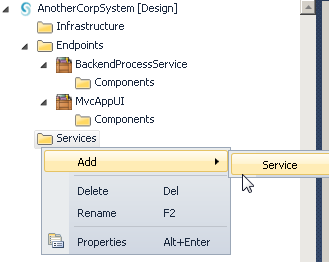 AnotherCorpSystem [Design]
Infrastructure
Endpoints
BackendProcessService
Components
MvcAppUI
Components
Services
Add
Service
Delete Del
Rename F2
Properties Alt+Enter